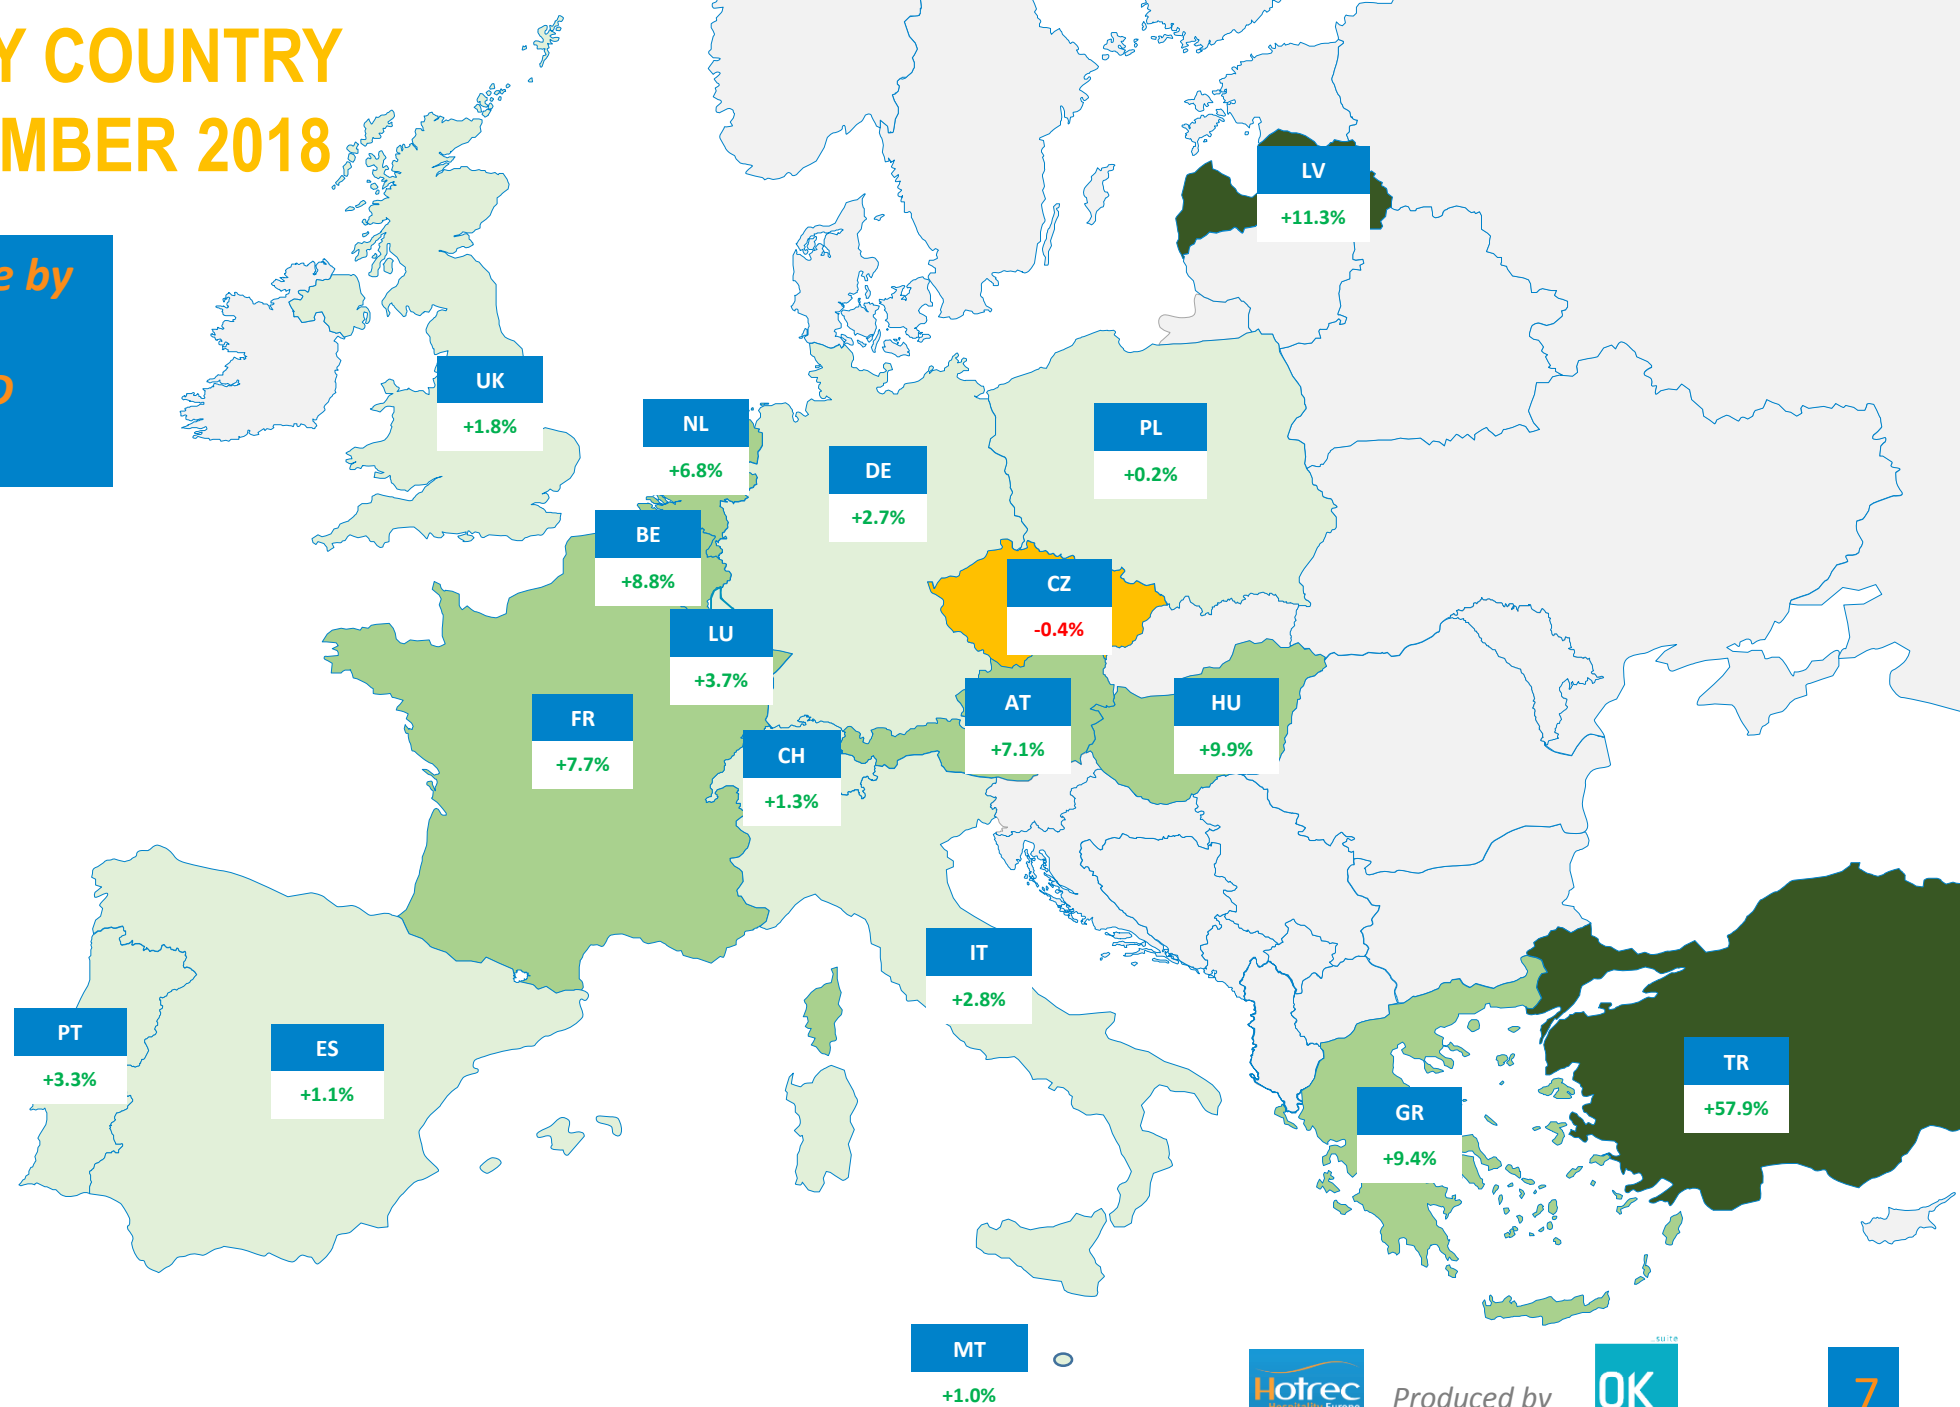 Y COUNTRY
MBER 2018
e by
LV
+11.3%
UK
+1.8%
NL
+6.8%
PL
+0.2%
DE
+2.7%
BE
+8.8%
CZ
-0.4%
LU
+3.7%
AT
+7.1%
HU
+9.9%
FR
+7.7%
CH
+1.3%
IT
+2.8%
PT
+3.3%
ES
+1.1%
TR
+57.9%
GR
+9.4%
MT
+1.0%
Hotrec
Hospitality Europe
Produced by
suite
OK
7